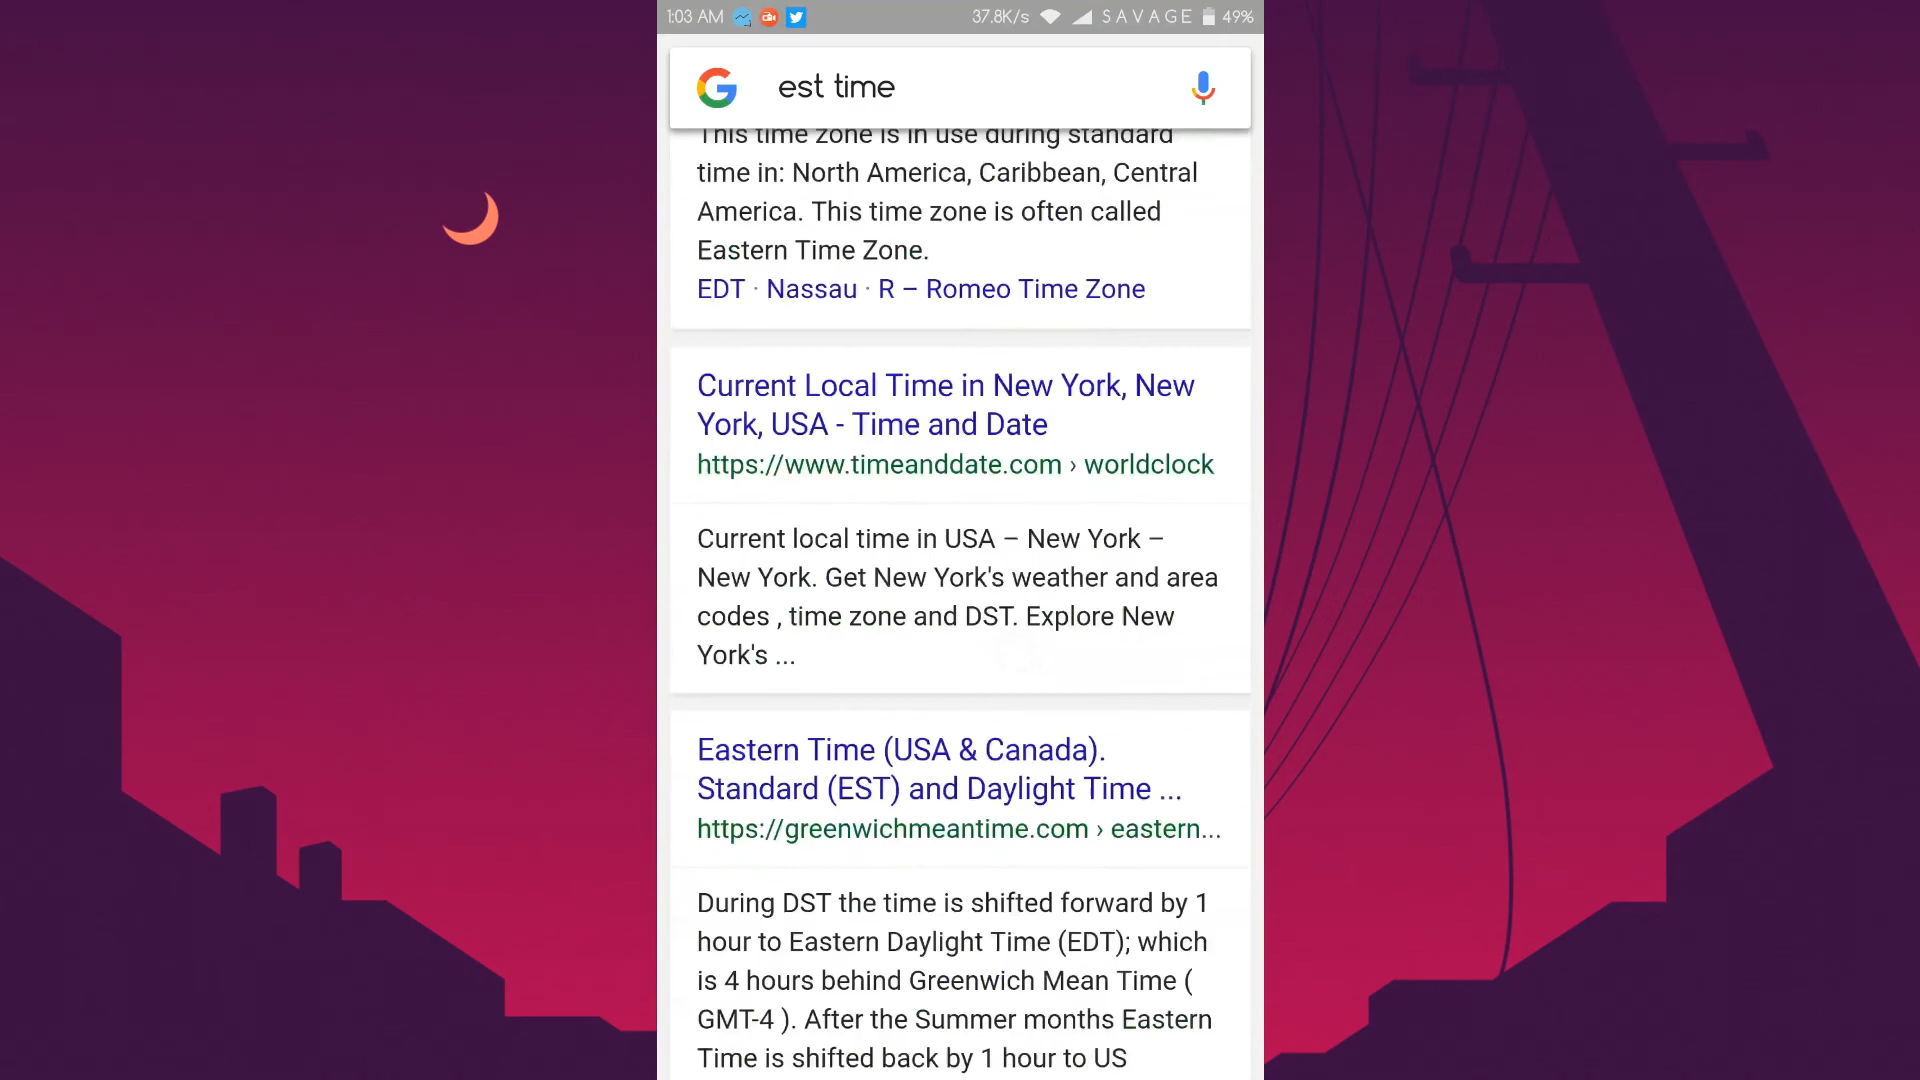 1:03 AM 37.8K/s SAVAGE 49%
est time
This time zone is in use during standard
time in: North America, Caribbean, Central
America. This time zone is often called
Eastern Time Zone.
EDT · Nassau · R – Romeo Time Zone
Current Local Time in New York, New
York, USA - Time and Date
https://www.timeanddate.com › worldclock
Current local time in USA – New York –
New York. Get New York's weather and area
codes , time zone and DST. Explore New
York's ...
Eastern Time (USA & Canada).
Standard (EST) and Daylight Time ...
https://greenwichmeantime.com › eastern...
During DST the time is shifted forward by 1
hour to Eastern Daylight Time (EDT); which
is 4 hours behind Greenwich Mean Time (
GMT-4 ). After the Summer months Eastern
Time is shifted back by 1 hour to US